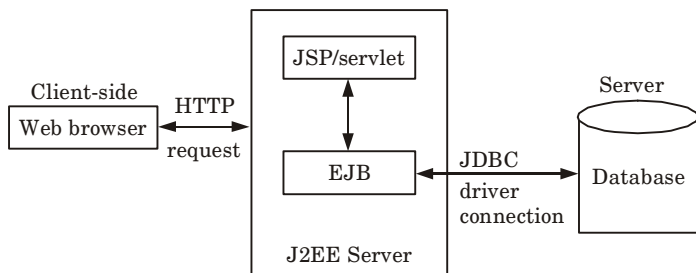 Client-side
Web browser
HTTP
request
JSP/servlet
EJB
J2EE Server
JDBC
driver
connection
Server
Database